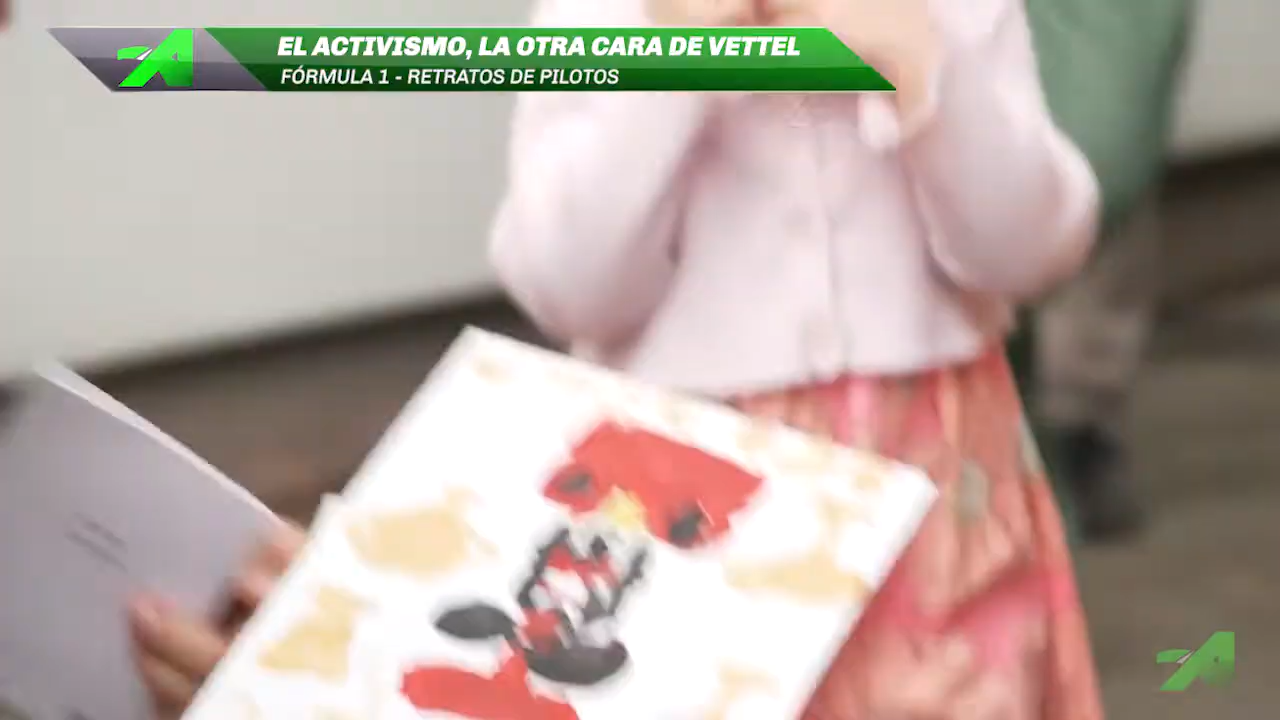 EL ACTIVISMO, LA OTRA CARA DE VETTEL
FÓRMULA 1 - RETRATOS DE PILOTOS